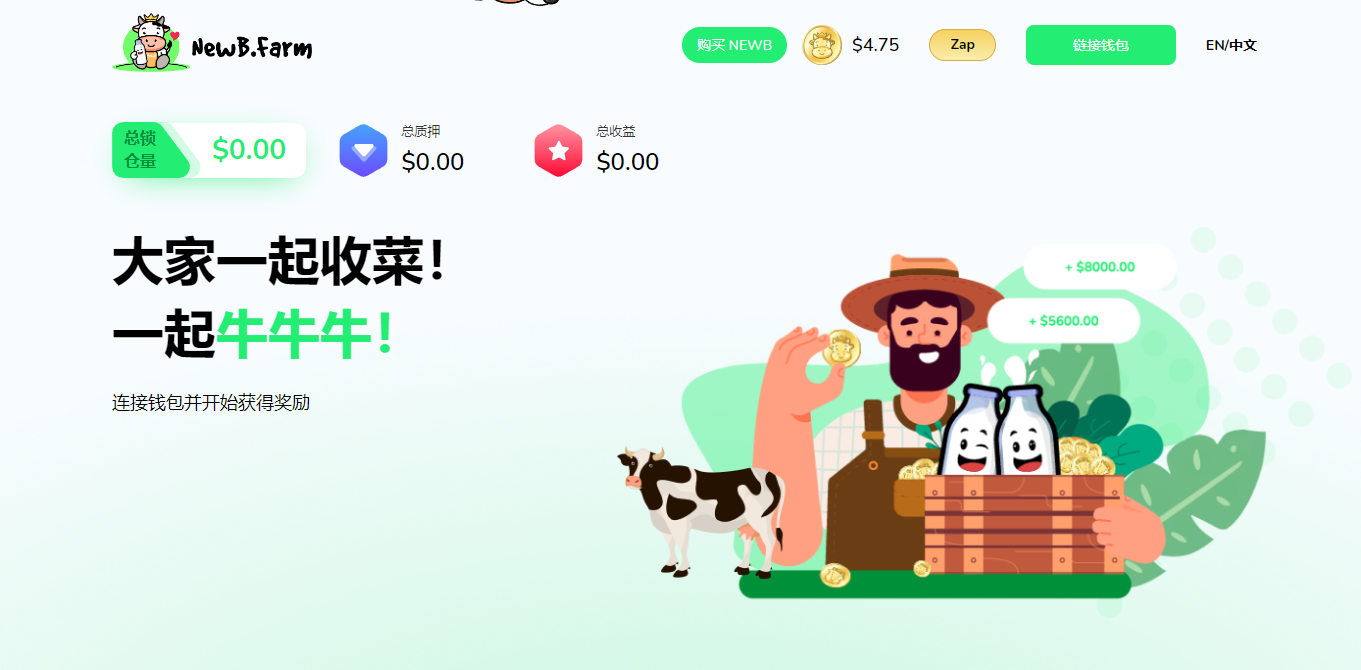 NewB.Farm
购买 NEWB
$4.75
Zap
链接钱包
EN/中文
总锁
仓量
$0.00
总质押
$0.00
总收益
$0.00
大家一起收菜！
一起牛牛牛！
连接钱包并开始获得奖励
+ $8000.00
+ $5600.00